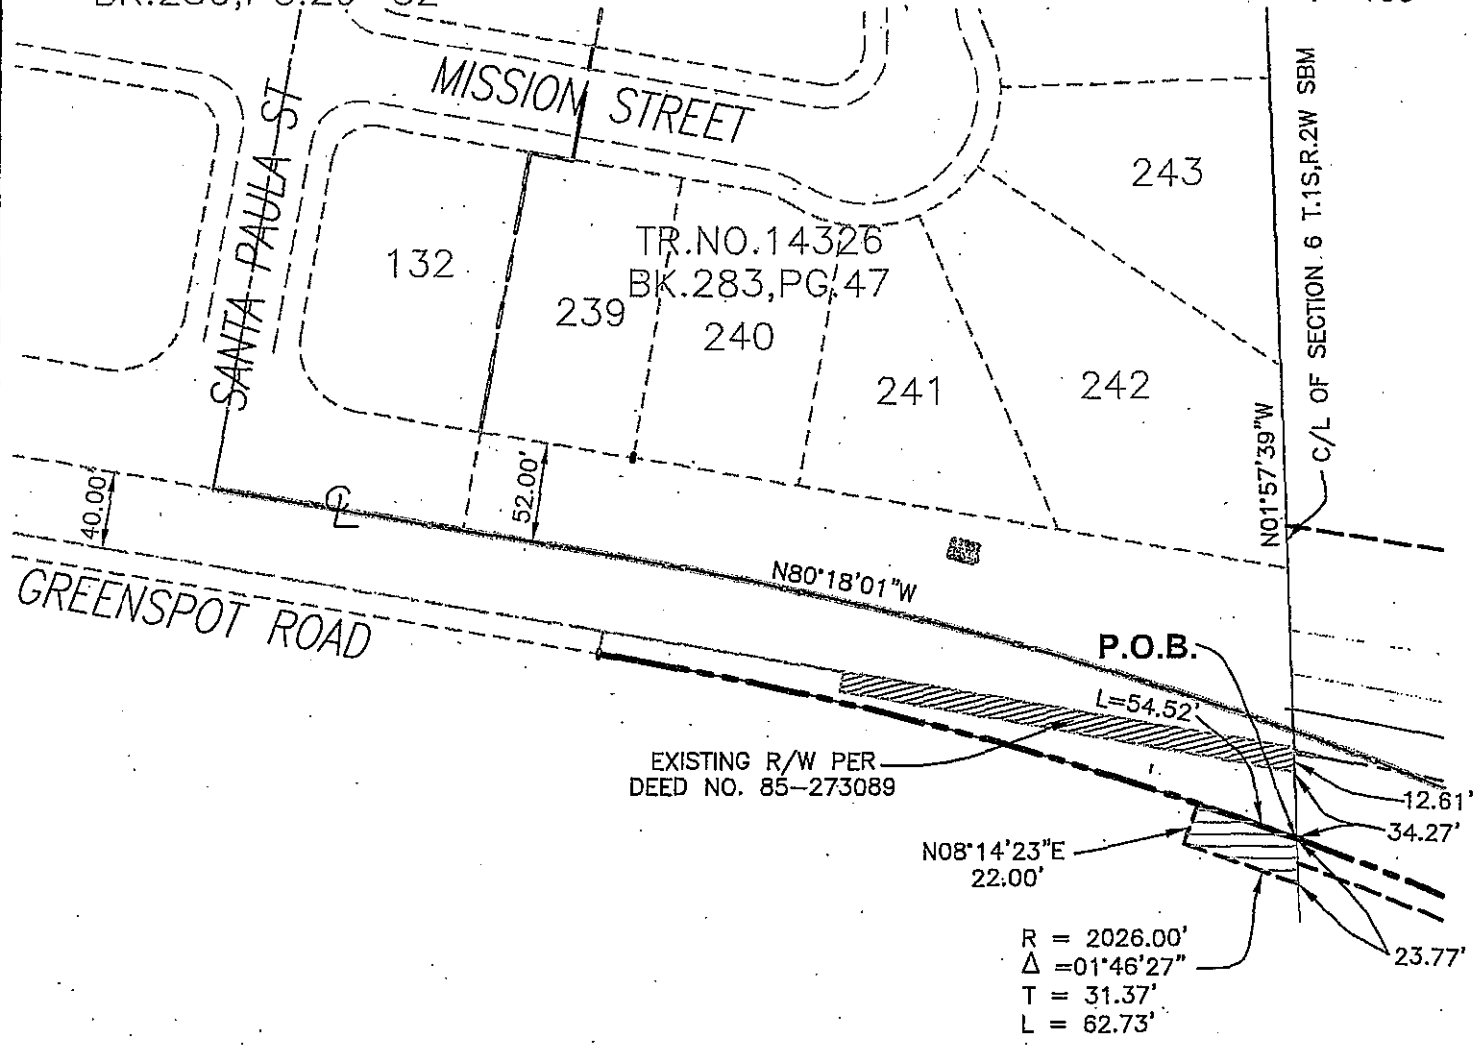 MISSION STREET
SANTA PAULA ST
243
132
TR.NO.14326
BK.283,PG.47
239
240
241
242
C/L OF SECTION 6 T.1S,R.2W SBM
N01°57'39"W
40.00'
52.00'
N80°18'01"W
GREENSPOT ROAD
P.O.B.
L=54.52'
EXISTING R/W PER
DEED NO. 85-273089
12.61'
34.27'
N08°14'23"E
22.00'
23.77'
R = 2026.00'
Δ =01°46'27"
T = 31.37'
L = 62.73'